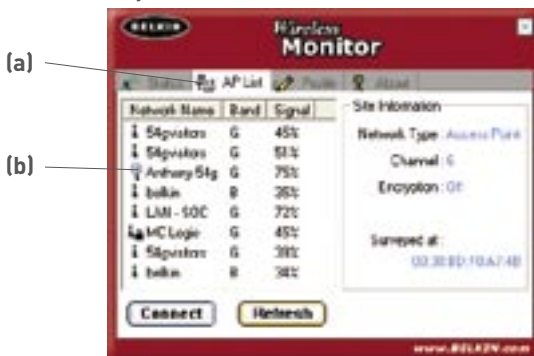 BELKIN
Wireless
Monitor
(a)
Status AP List Profile About
Network Name Band Signal
54gvisitors G 45%
54gvisitors G 51%
(b)
Anthony 54g G 75%
belkin B 35%
LMI - SOC G 72%
MC Logic G 45%
54gvisitors G 39%
belkin B 34%
Site Information
Network Type : Access Point
Channel : 6
Encryption : Off
Surveyed at :
Connect Refresh
www.BELKIN.com